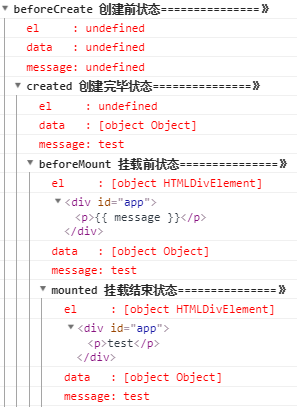 beforeCreate 创建前状态===============》
el : undefined
data : undefined
message: undefined
created 创建完毕状态===============》
el : undefined
data : [object Object]
message: test
beforeMount 挂载前状态===============》
el : [object HTMLDivElement]
<div id="app">
<p>{{ message }}</p>
</div>
data : [object Object]
message: test
mounted 挂载结束状态===============》
el : [object HTMLDivElement]
<div id="app">
<p>test</p>
</div>
data : [object Object]
message: test